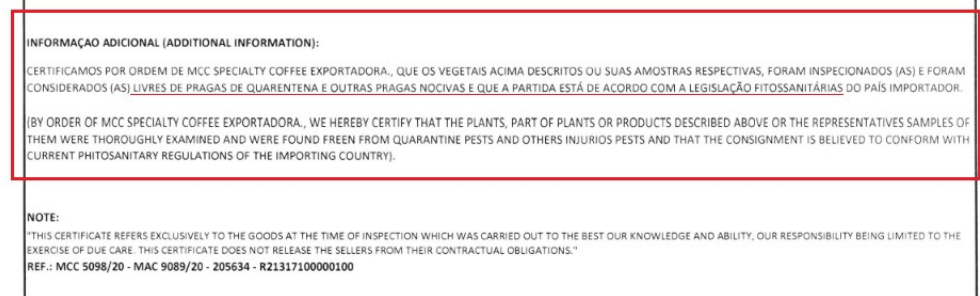 INFORMAÇAO ADICIONAL (ADDITIONAL INFORMATION):
CERTIFICAMOS POR ORDEM DE MCC SPECIALTY COFFEE EXPORTADORA., QUE OS VEGETAIS ACIMA DESCRITOS OU SUAS AMOSTRAS RESPECTIVAS, FORAM INSPECIONADOS (AS) E FORAM
CONSIDERADOS (AS) LIVRES DE PRAGAS DE QUARENTENA E OUTRAS PRAGAS NOCIVAS E QUE A PARTIDA ESTÁ DE ACORDO COM A LEGISLAÇÃO FITOSSANITÁRIAS DO PAÍS IMPORTADOR.
(BY ORDER OF MCC SPECIALTY COFFEE EXPORTADORA., WE HEREBY CERTIFY THAT THE PLANTS, PART OF PLANTS OR PRODUCTS DESCRIBED ABOVE OR THE REPRESENTATIVES SAMPLES OF
THEM WERE THOROUGHLY EXAMINED AND WERE FOUND FREEN FROM QUARANTINE PESTS AND OTHERS INJURIOS PESTS AND THAT THE CONSIGNMENT IS BELIEVED TO CONFORM WITH
CURRENT PHITOSANITARY REGULATIONS OF THE IMPORTING COUNTRY).
NOTE:
"THIS CERTIFICATE REFERS EXCLUSIVELY TO THE GOODS AT THE TIME OF INSPECTION WHICH WAS CARRIED OUT TO THE BEST OUR KNOWLEDGE AND ABILITY, OUR RESPONSIBILITY BEING LIMITED TO THE
EXERCISE OF DUE CARE. THIS CERTIFICATE DOES NOT RELEASE THE SELLERS FROM THEIR CONTRACTUAL OBLIGATIONS."
REF.: MCC 5098/20 - MAC 9089/20 - 205634 - R21317100000100